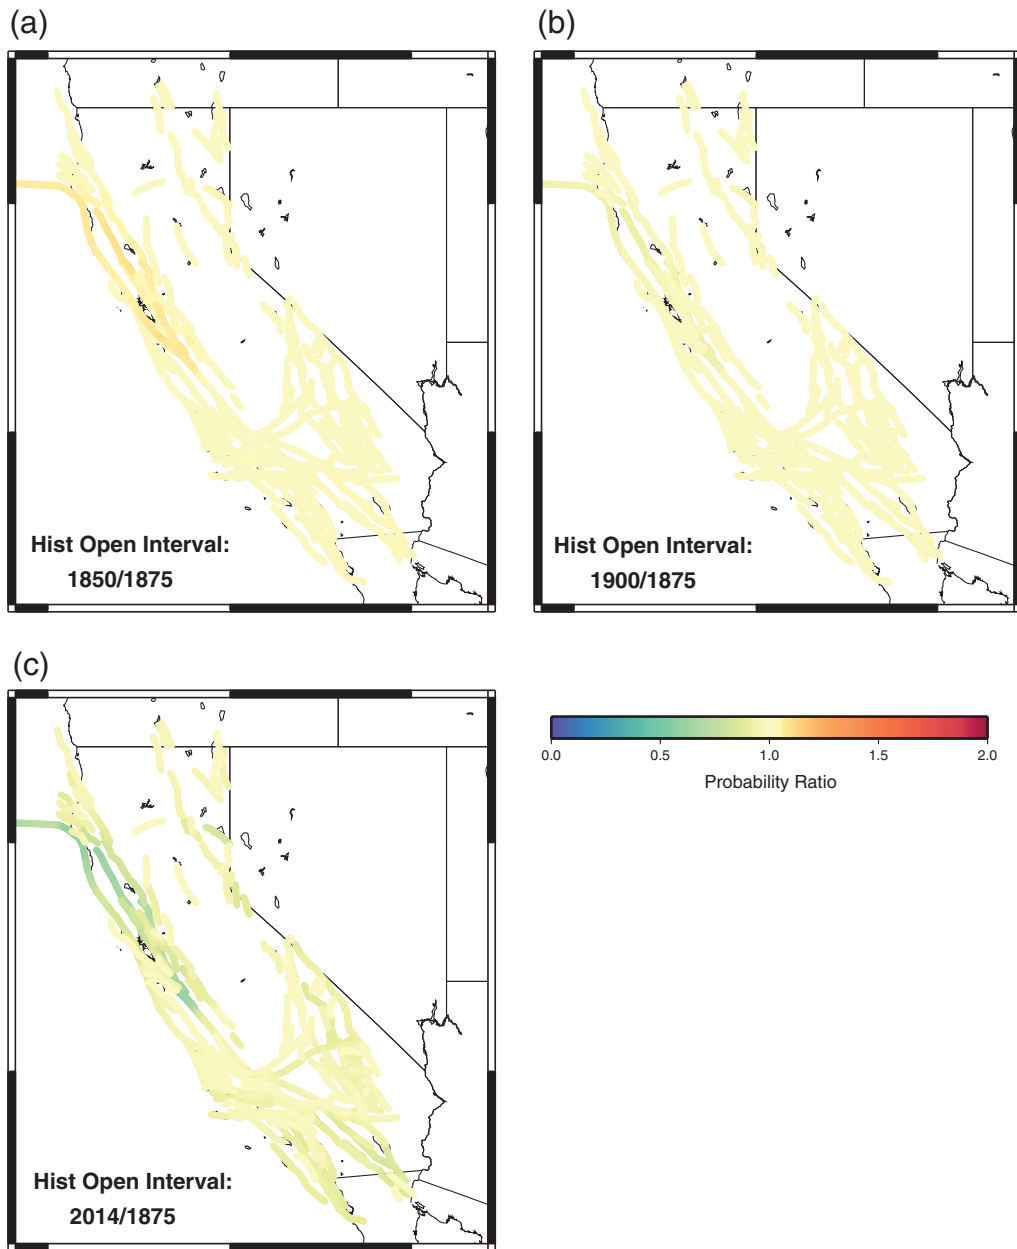 (a)
(b)
Hist Open Interval:
1850/1875
Hist Open Interval:
1900/1875
(c)
0.0 0.5 1.0 1.5 2.0
Probability Ratio
Hist Open Interval:
2014/1875